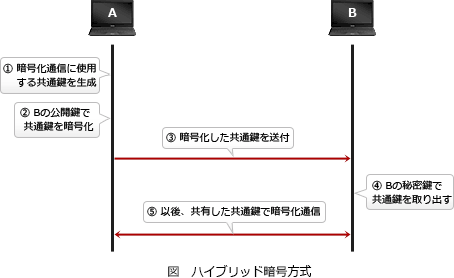 A
B
① 暗号化通信に使用
する共通鍵を生成
② Bの公開鍵で
共通鍵を暗号化
③ 暗号化した共通鍵を送付
④ Bの秘密鍵で
共通鍵を取り出す
⑤ 以後、共有した共通鍵で暗号化通信
図 ハイブリッド暗号方式